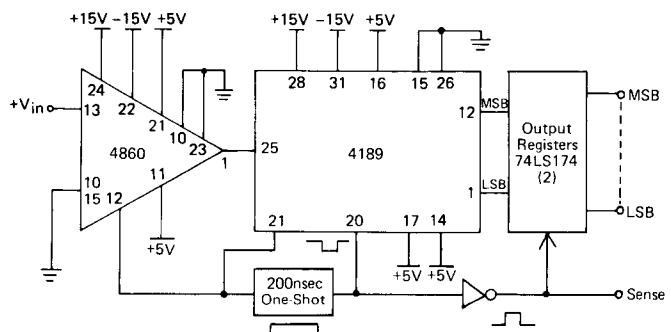 +15V -15V +5V
+15V -15V +5V
24
22
21
10
23
28
31
16
15
26
+Vin
13
12
MSB
MSB
4860
1
25
4189
Output
Registers
74LS174
(2)
10
15
12
11
1
LSB
LSB
21
20
17
14
+5V
+5V
+5V
200nsec
One-Shot
Sense